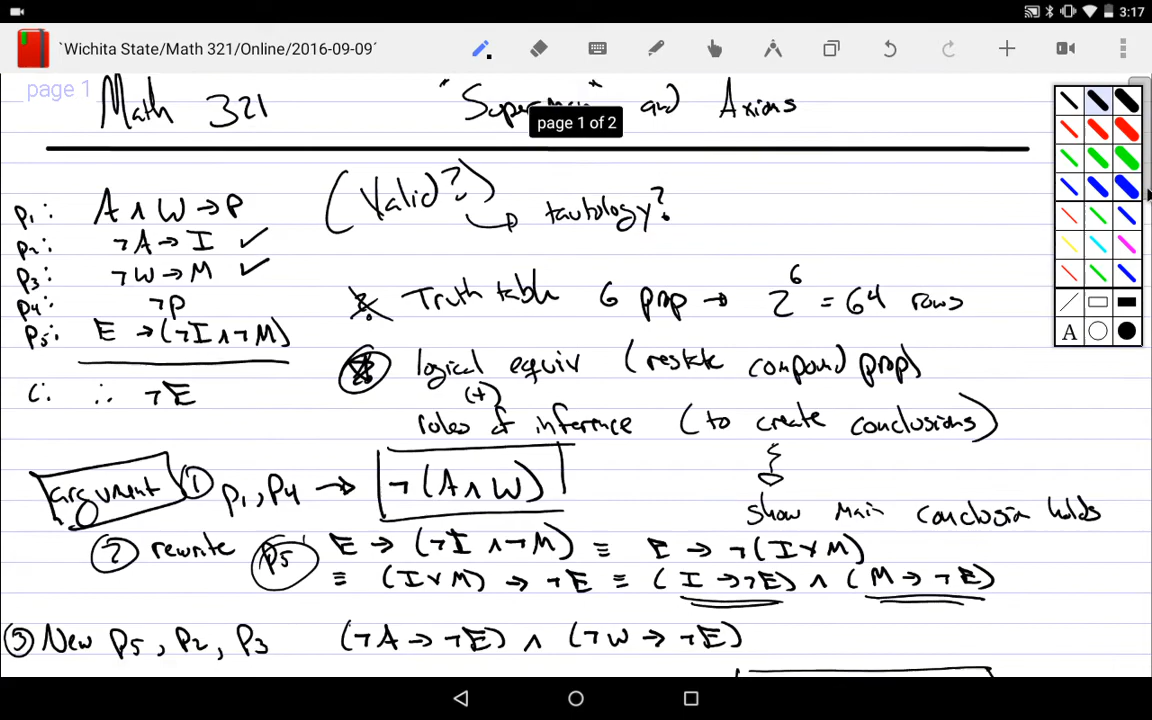 3:17
`Wichita State/Math 321/Online/2016-09-09´
page 1
Math 321 "Superman" and Axioms
page 1 of 2
p1: A ∧ W → P
p2: ¬A → I ✓
p3: ¬W → M ✓
p4: ¬P
p5: E → (¬I ∧ ¬M)
C: ∴ ¬E
(Valid?)
→ tautology?
Truth table 6 prop → 2^6 = 64 rows
logical equiv (restate compound prop)
(+)
rules of inference (to create conclusions)
show main conclusion holds
argument ① p1, p4 → ¬(A ∧ W)
② rewrite p5 E → (¬I ∧ ¬M) ≡ E → ¬(I ∨ M)
≡ (I ∨ M) → ¬E ≡ (I → ¬E) ∧ (M → ¬E)
③ New p5, p2, p3 (¬A → ¬E) ∧ (¬W → ¬E)
A